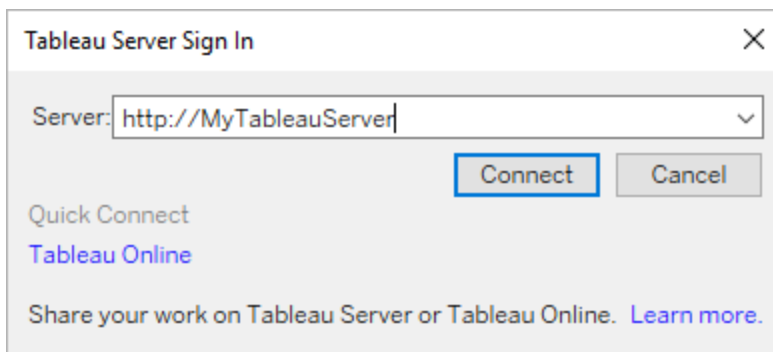 Tableau Server Sign In
Server: http://MyTableauServer
Connect Cancel
Quick Connect
Tableau Online
Share your work on Tableau Server or Tableau Online. Learn more.